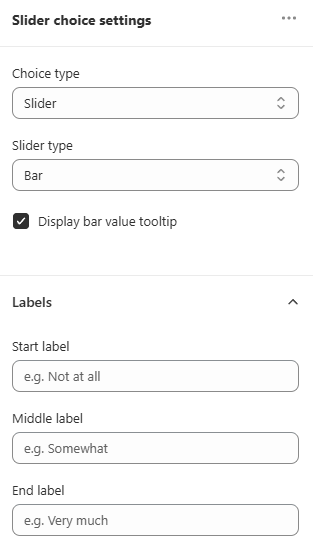 Slider choice settings
Choice type
Slider
Slider type
Bar
Display bar value tooltip
Labels
Start label
e.g. Not at all
Middle label
e.g. Somewhat
End label
e.g. Very much